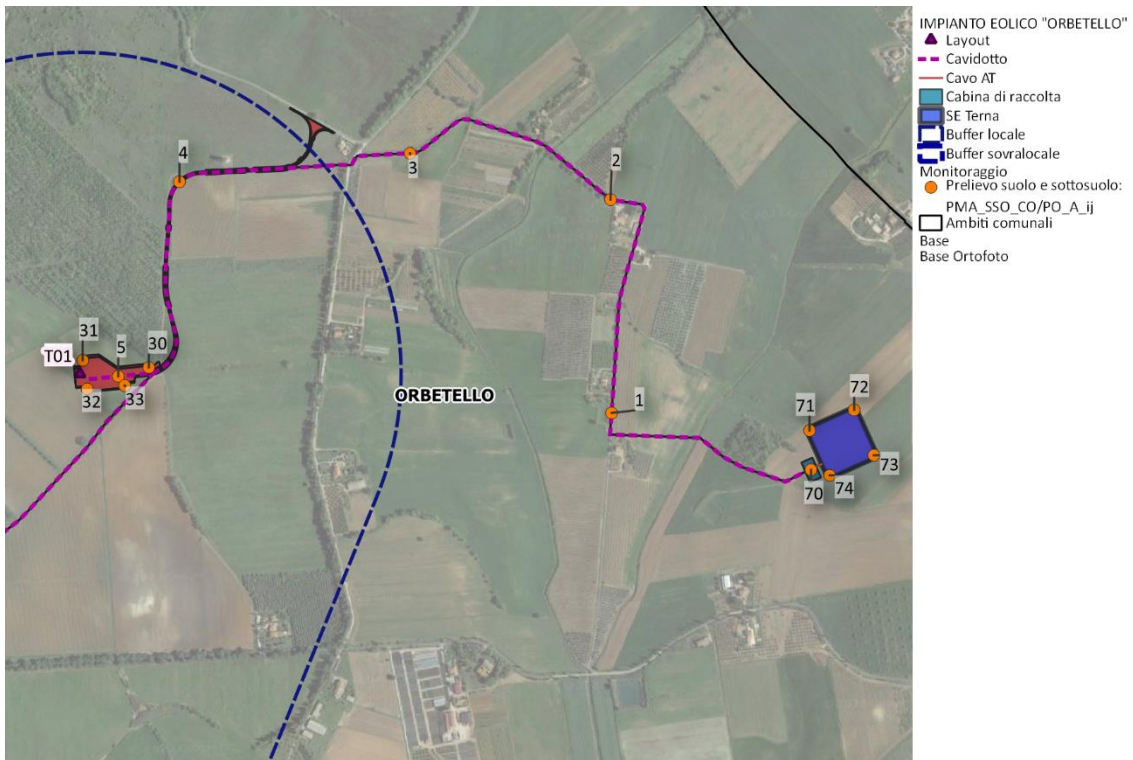 IMPIANTO EOLICO "ORBETELLO"
Layout
Cavidotto
Cavo AT
Cabina di raccolta
SE Terna
Buffer locale
Buffer sovralocale
Monitoraggio
Prelievo suolo e sottosuolo:
PMA_SSO_CO/PO_A_ij
Ambiti comunali
Base
Base Ortofoto
4
3
2
31
T01
5
30
32
33
ORBETELLO
1
71
72
73
70
74